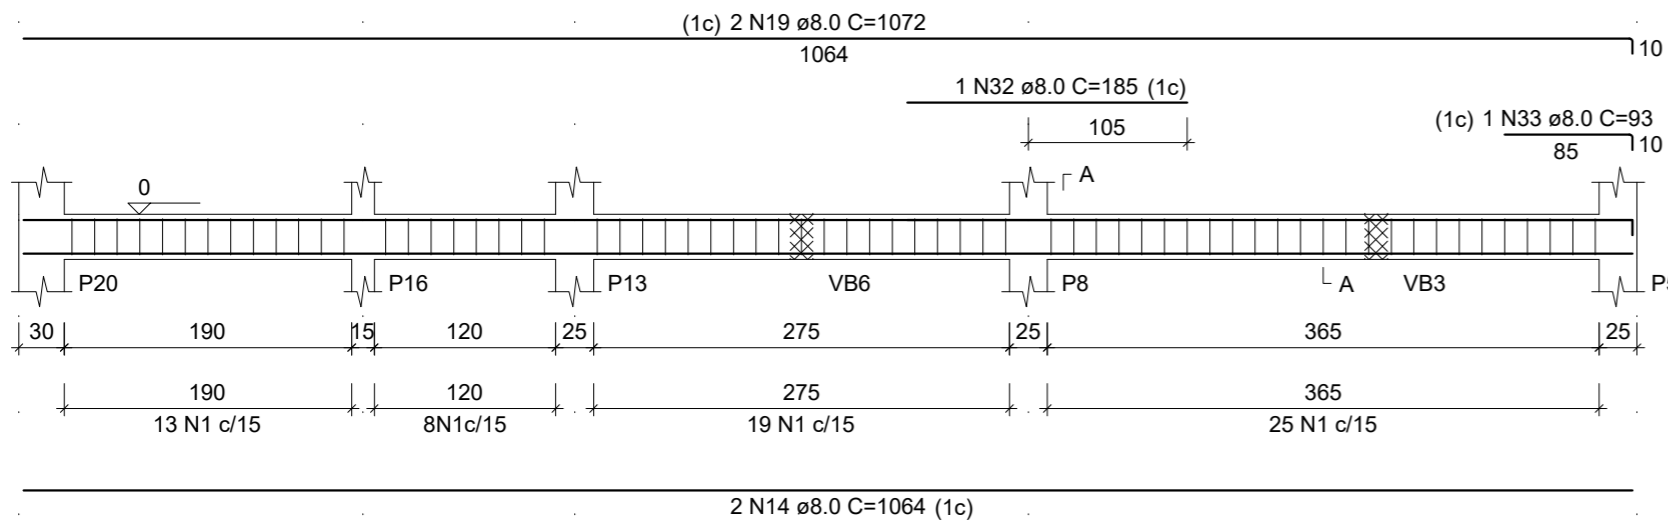 (1c) 2 N19 ø8.0 C=1072
1064
10
1 N32 ø8.0 C=185 (1c)
105
(1c) 1 N33 ø8.0 C=93
85
10
A
0
P20
P16
P13
VB6
P8
A
VB3
30
190
15
120
25
275
25
365
25
190
120
275
365
13 N1 c/15
8N1c/15
19 N1 c/15
25 N1 c/15
2 N14 ø8.0 C=1064 (1c)